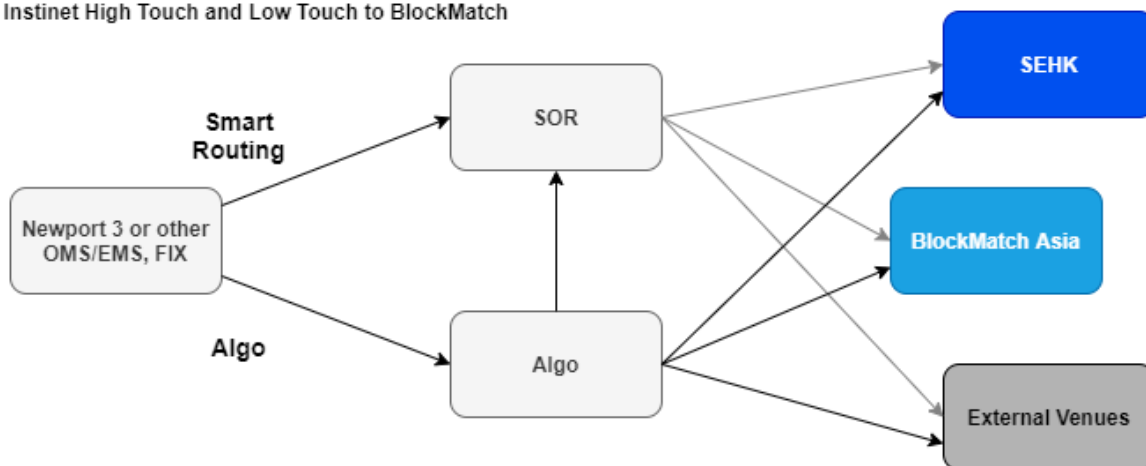 Instinet High Touch and Low Touch to BlockMatch
SEHK
Smart
Routing
SOR
Newport 3 or other
OMS/EMS, FIX
BlockMatch Asia
Algo
Algo
External Venues